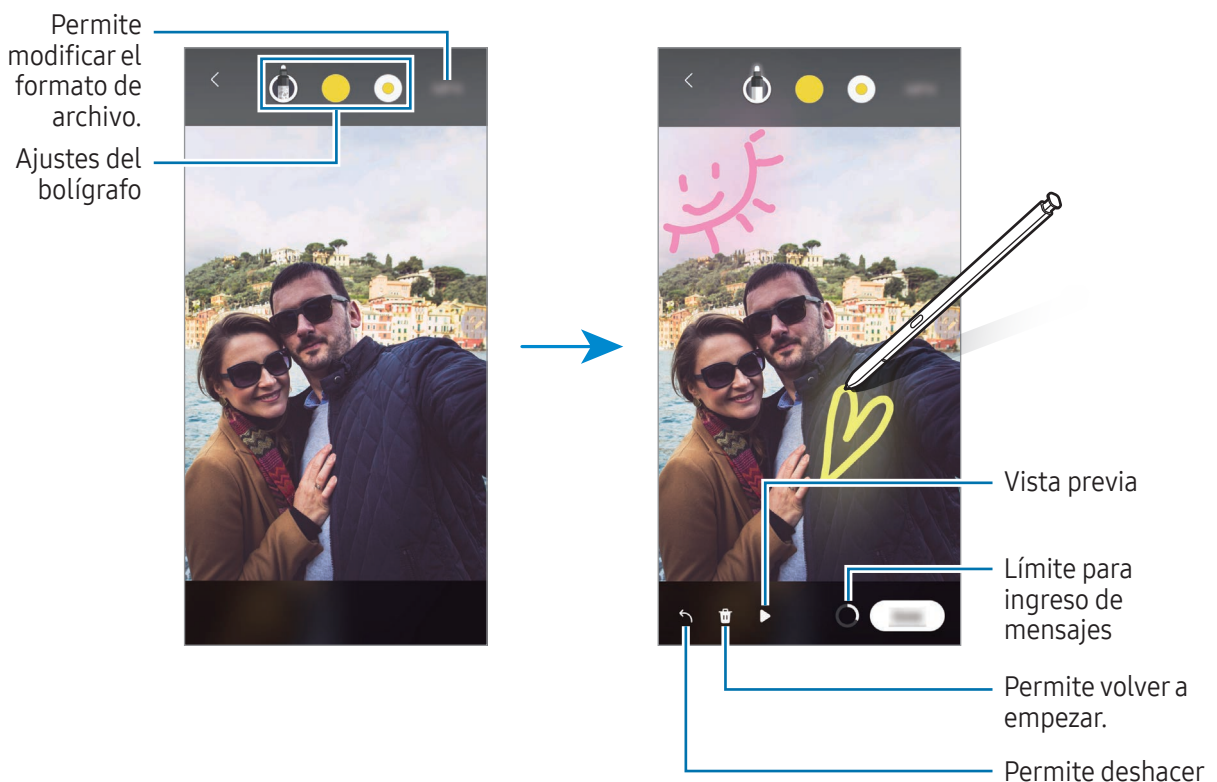 Permite
modificar el
formato de
archivo.
Ajustes del
bolígrafo
Vista previa
Límite para
ingreso de
mensajes
Permite volver a
empezar.
Permite deshacer